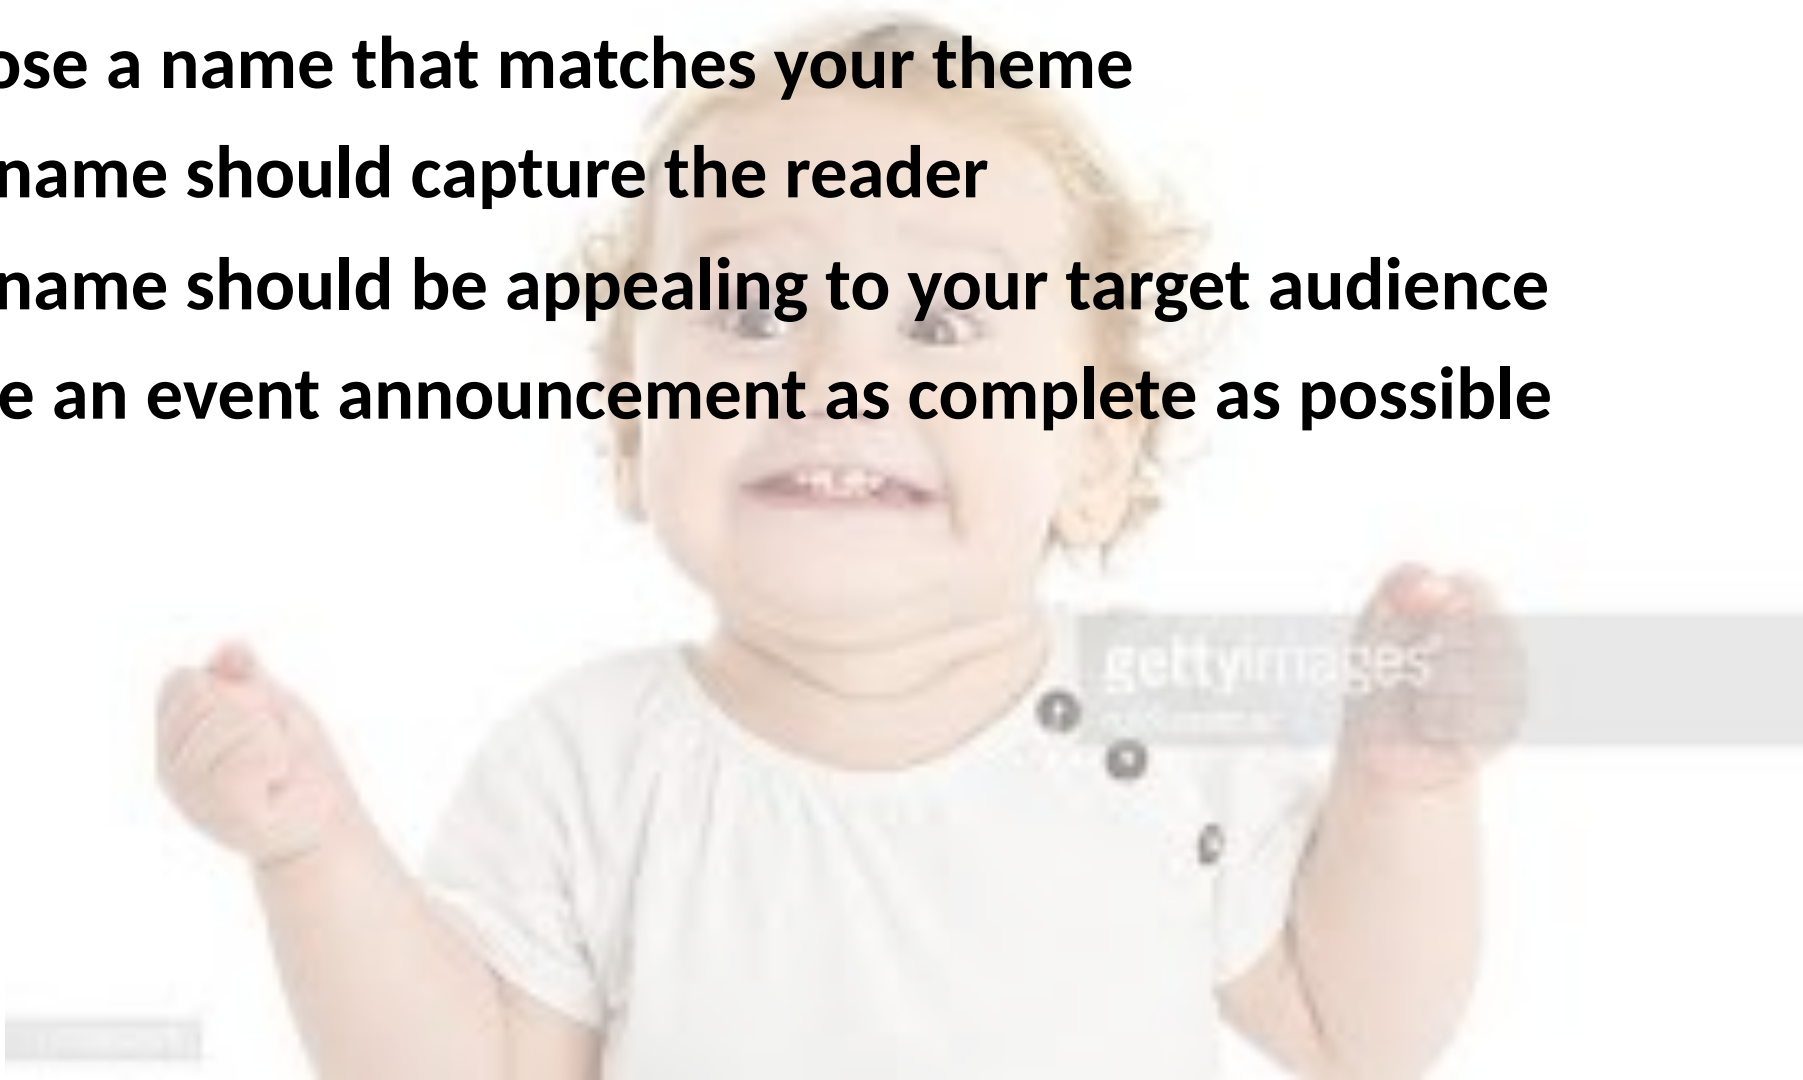 ose a name that matches your theme
name should capture the reader
name should be appealing to your target audience
e an event announcement as complete as possible
gettyimages